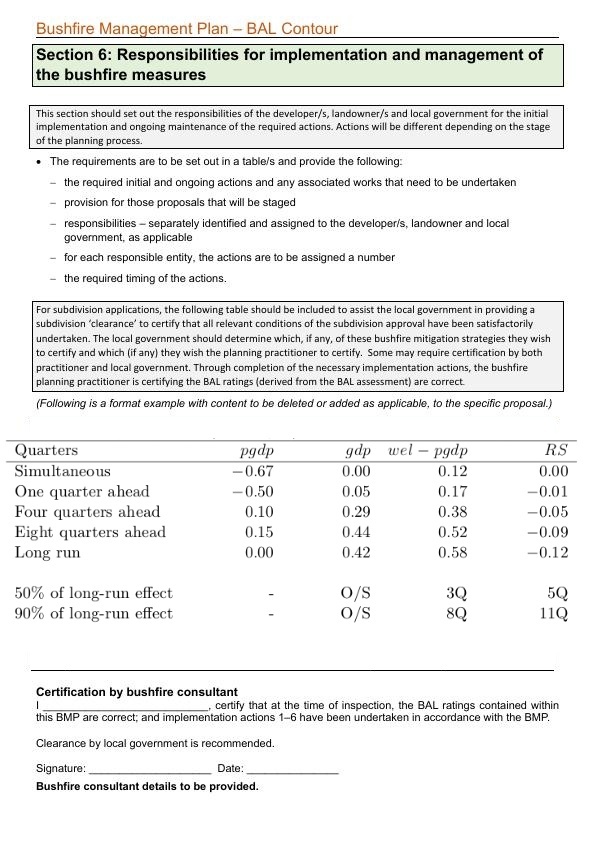 Bushfire Management Plan – BAL Contour
Section 6: Responsibilities for implementation and management of
the bushfire measures
This section should set out the responsibilities of the developer/s, landowner/s and local government for the initial
implementation and ongoing maintenance of the required actions. Actions will be different depending on the stage
of the planning process.
• The requirements are to be set out in a table/s and provide the following:
– the required initial and ongoing actions and any associated works that need to be undertaken
– provision for those proposals that will be staged
– responsibilities – separately identified and assigned to the developer/s, landowner and local
government, as applicable
– for each responsible entity, the actions are to be assigned a number
– the required timing of the actions.
For subdivision applications, the following table should be included to assist the local government in providing a
subdivision ‘clearance’ to certify that all relevant conditions of the subdivision approval have been satisfactorily
undertaken. The local government should determine which, if any, of these bushfire mitigation strategies they wish
to certify and which (if any) they wish the planning practitioner to certify. Some may require certification by both
practitioner and local government. Through completion of the necessary implementation actions, the bushfire
planning practitioner is certifying the BAL ratings (derived from the BAL assessment) are correct.
(Following is a format example with content to be deleted or added as applicable, to the specific proposal.)
Quarters pgdp gdp wel − pgdp RS
Simultaneous −0.67 0.00 0.12 0.00
One quarter ahead −0.50 0.05 0.17 −0.01
Four quarters ahead 0.10 0.29 0.38 −0.05
Eight quarters ahead 0.15 0.44 0.52 −0.09
Long run 0.00 0.42 0.58 −0.12
50% of long-run effect - O/S 3Q 5Q
90% of long-run effect - O/S 8Q 11Q
Certification by bushfire consultant
I ___________________________, certify that at the time of inspection, the BAL ratings contained within
this BMP are correct; and implementation actions 1–6 have been undertaken in accordance with the BMP.
Clearance by local government is recommended.
Signature: ____________________ Date: _______________
Bushfire consultant details to be provided.